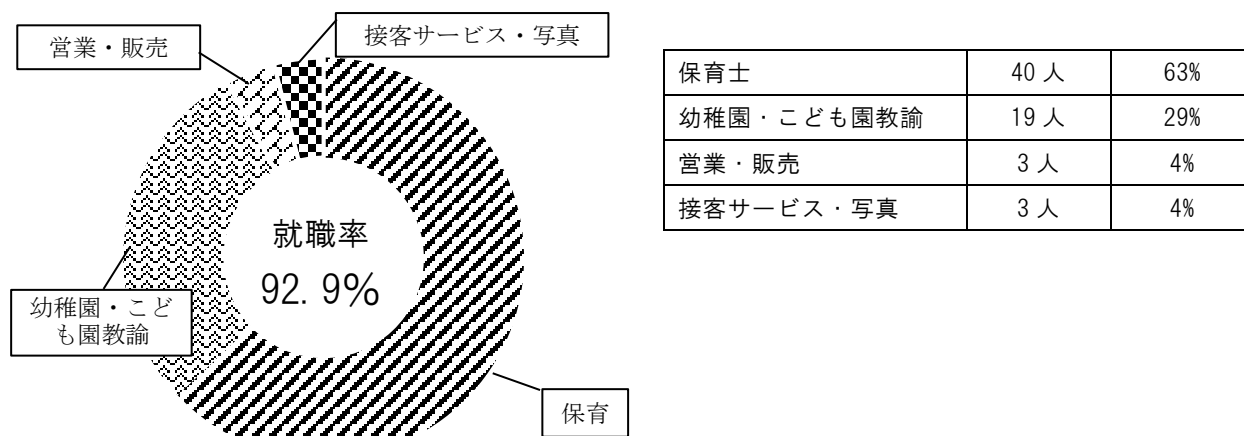 営業・販売
接客サービス・写真
就職率
92.9%
幼稚園・こど
も園教諭
保育
保育士 40人 63%
幼稚園・こども園教諭 19人 29%
営業・販売 3人 4%
接客サービス・写真 3人 4%